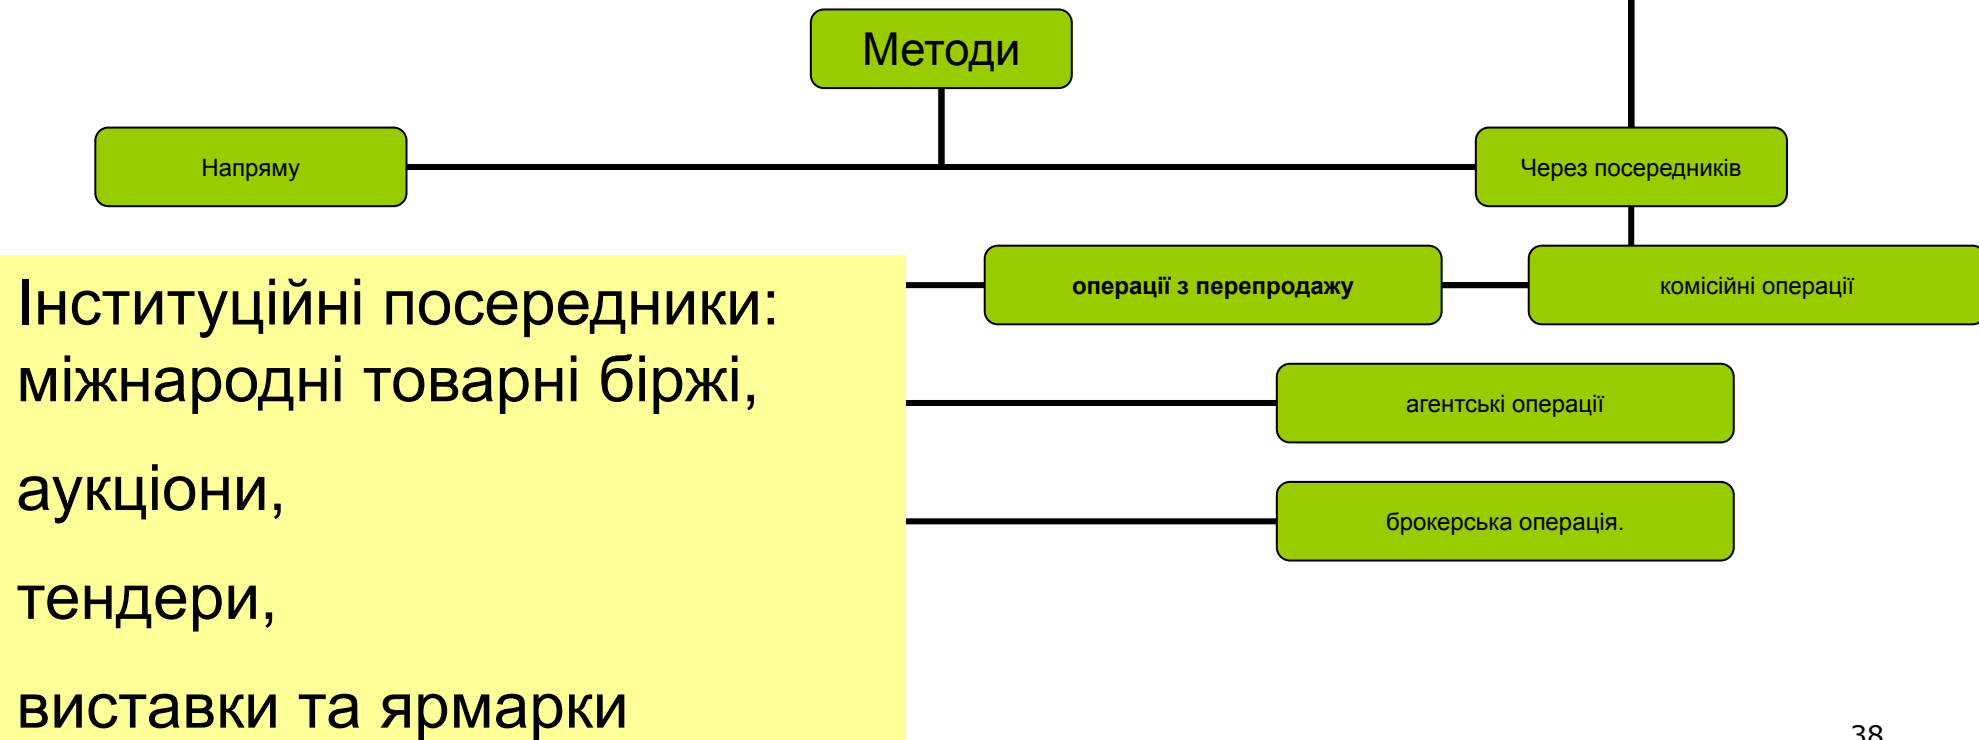 Методи
Напряму
Через посередників
операції з перепродажу
комісійні операції
агентські операції
брокерська операція.
Інституційні посередники:
міжнародні товарні біржі,
аукціони,
тендери,
виставки та ярмарки
38